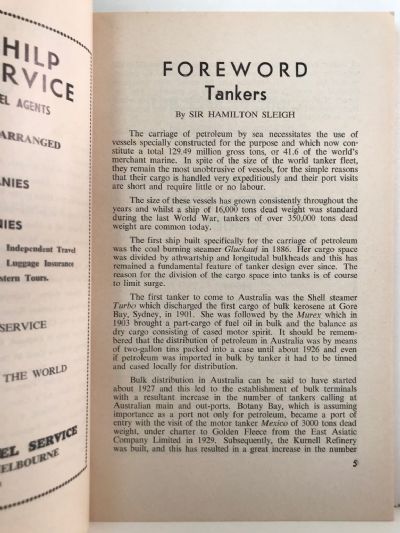 HILP
ERVICE
EL AGENTS
ARRANGED
ANIES
NIES
Independent Travel
Luggage Insurance
stern Tours.
SERVICE
THE WORLD
EL SERVICE
ELBOURNE
FOREWORD
Tankers
By SIR HAMILTON SLEIGH
The carriage of petroleum by sea necessitates the use of
vessels specially constructed for the purpose and which now con-
stitute a total 129.49 million gross tons, or 41.6 of the world's
merchant marine. In spite of the size of the world tanker fleet,
they remain the most unobtrusive of vessels, for the simple reasons
that their cargo is handled very expeditiously and their port visits
are short and require little or no labour.
The size of these vessels has grown consistently throughout the
years and whilst a ship of 16,000 tons dead weight was standard
during the last World War, tankers of over 350,000 tons dead
weight are common today.
The first ship built specifically for the carriage of petroleum
was the coal burning steamer Gluckauf in 1886. Her cargo space
was divided by athwartship and longitudal bulkheads and this has
remained a fundamental feature of tanker design ever since. The
reason for the division of the cargo space into tanks is of course
to limit surge.
The first tanker to come to Australia was the Shell steamer
Turbo which discharged the first cargo of bulk kerosene at Gore
Bay, Sydney, in 1901. She was followed by the Murex which in
1903 brought a part-cargo of fuel oil in bulk and the balance as
dry cargo consisting of cased motor spirit. It should be remem-
bered that the distribution of petroleum in Australia was by means
of two-gallon tins packed into a case until about 1926 and even
if petroleum was imported in bulk by tanker it had to be tinned
and cased locally for distribution.
Bulk distribution in Australia can be said to have started
about 1927 and this led to the establishment of bulk terminals
with a resultant increase in the number of tankers calling at
Australian main and out-ports. Botany Bay, which is assuming
importance as a port not only for petroleum, became a port of
entry with the visit of the motor tanker Mexico of 3000 tons dead
weight, under charter to Golden Fleece from the East Asiatic
Company Limited in 1929. Subsequently, the Kurnell Refinery
was built, and this has resulted in a great increase in the number
5